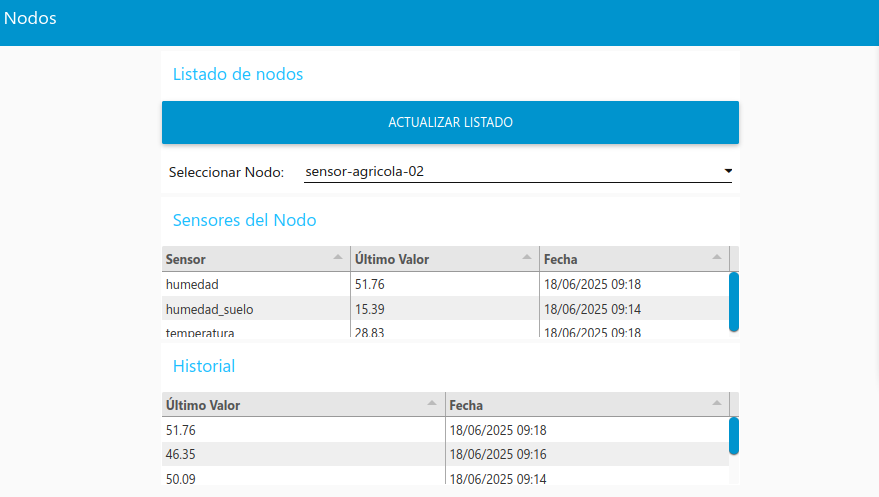 Nodos
Listado de nodos
ACTUALIZAR LISTADO
Seleccionar Nodo: sensor-agricola-02
Sensores del Nodo
Sensor Último Valor Fecha
humedad 51.76 18/06/2025 09:18
humedad_suelo 15.39 18/06/2025 09:14
temperatura 28.83 18/06/2025 09:18
Historial
Último Valor Fecha
51.76 18/06/2025 09:18
46.35 18/06/2025 09:16
50.09 18/06/2025 09:14